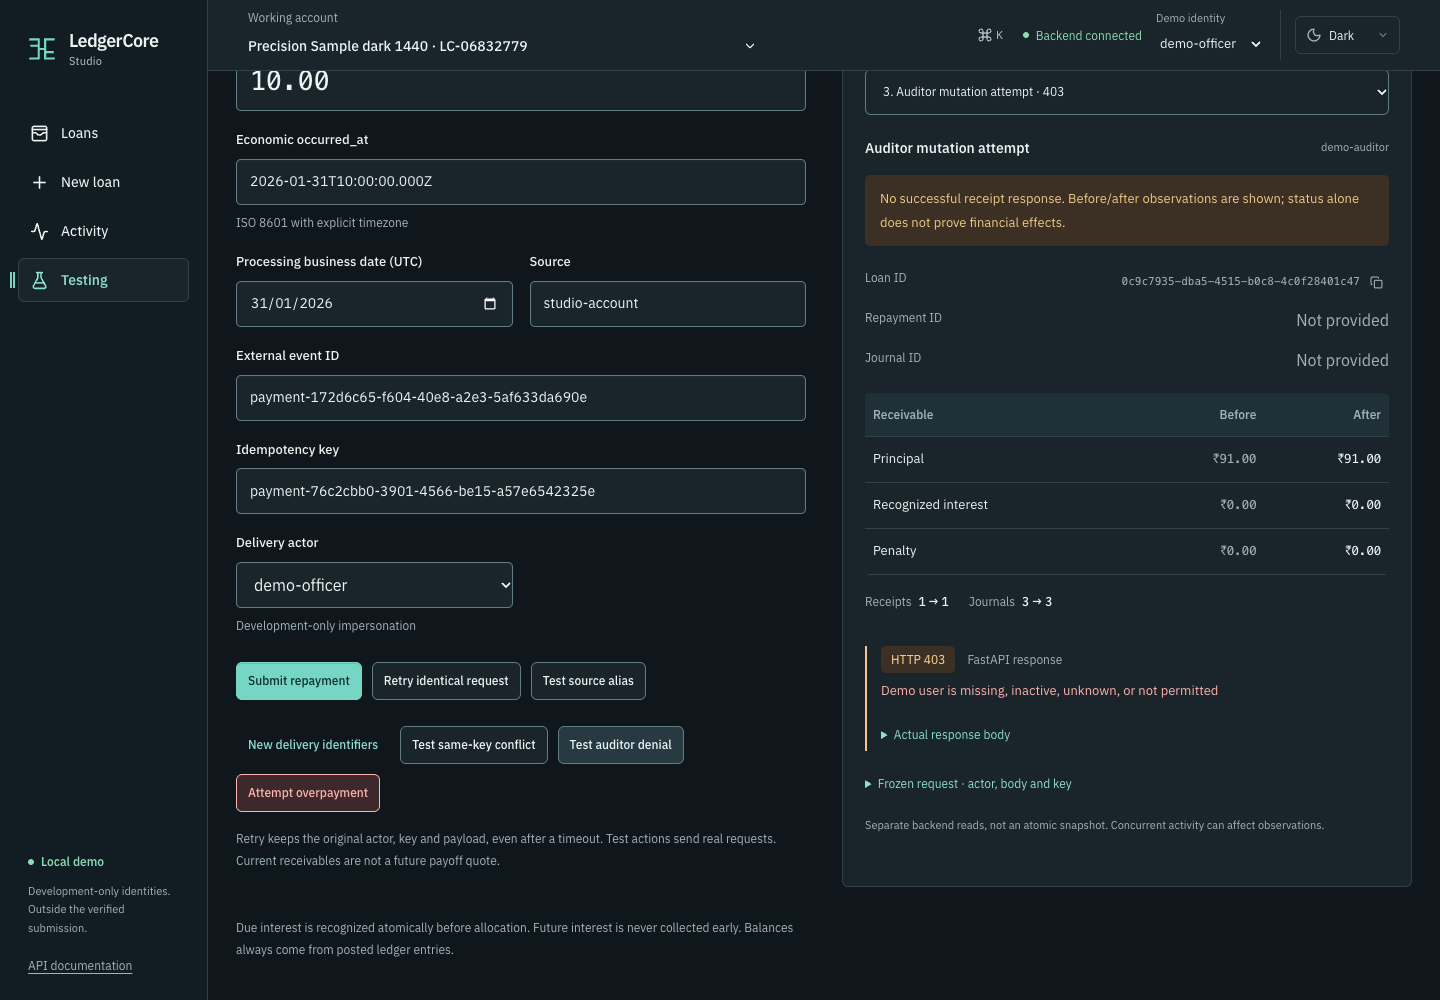 LedgerCore
Studio
Loans
New loan
Activity
Testing
Local demo
Development-only identities.
Outside the verified
submission.
API documentation
Working account
Precision Sample dark 1440 · LC-06832779
⌘ K
Backend connected
Demo identity
demo-officer
Dark
10.00
Economic occurred_at
2026-01-31T10:00:00.000Z
ISO 8601 with explicit timezone
Processing business date (UTC)
Source
31/01/2026
studio-account
External event ID
payment-172d6c65-f604-40e8-a2e3-5af633da690e
Idempotency key
payment-76c2cbb0-3901-4566-be15-a57e6542325e
Delivery actor
demo-officer
Development-only impersonation
Submit repayment
Retry identical request
Test source alias
New delivery identifiers
Test same-key conflict
Test auditor denial
Attempt overpayment
Retry keeps the original actor, key and payload, even after a timeout. Test actions send real requests.
Current receivables are not a future payoff quote.
Due interest is recognized atomically before allocation. Future interest is never collected early. Balances
always come from posted ledger entries.
3. Auditor mutation attempt · 403
Auditor mutation attempt
demo-auditor
No successful receipt response. Before/after observations are shown; status alone
does not prove financial effects.
Loan ID
0c9c7935-dba5-4515-b0c8-4c0f28401c47
Repayment ID
Not provided
Journal ID
Not provided
Receivable Before After
Principal ₹91.00 ₹91.00
Recognized interest ₹0.00 ₹0.00
Penalty ₹0.00 ₹0.00
Receipts 1 → 1 Journals 3 → 3
HTTP 403 FastAPI response
Demo user is missing, inactive, unknown, or not permitted
Actual response body
Frozen request · actor, body and key
Separate backend reads, not an atomic snapshot. Concurrent activity can affect observations.